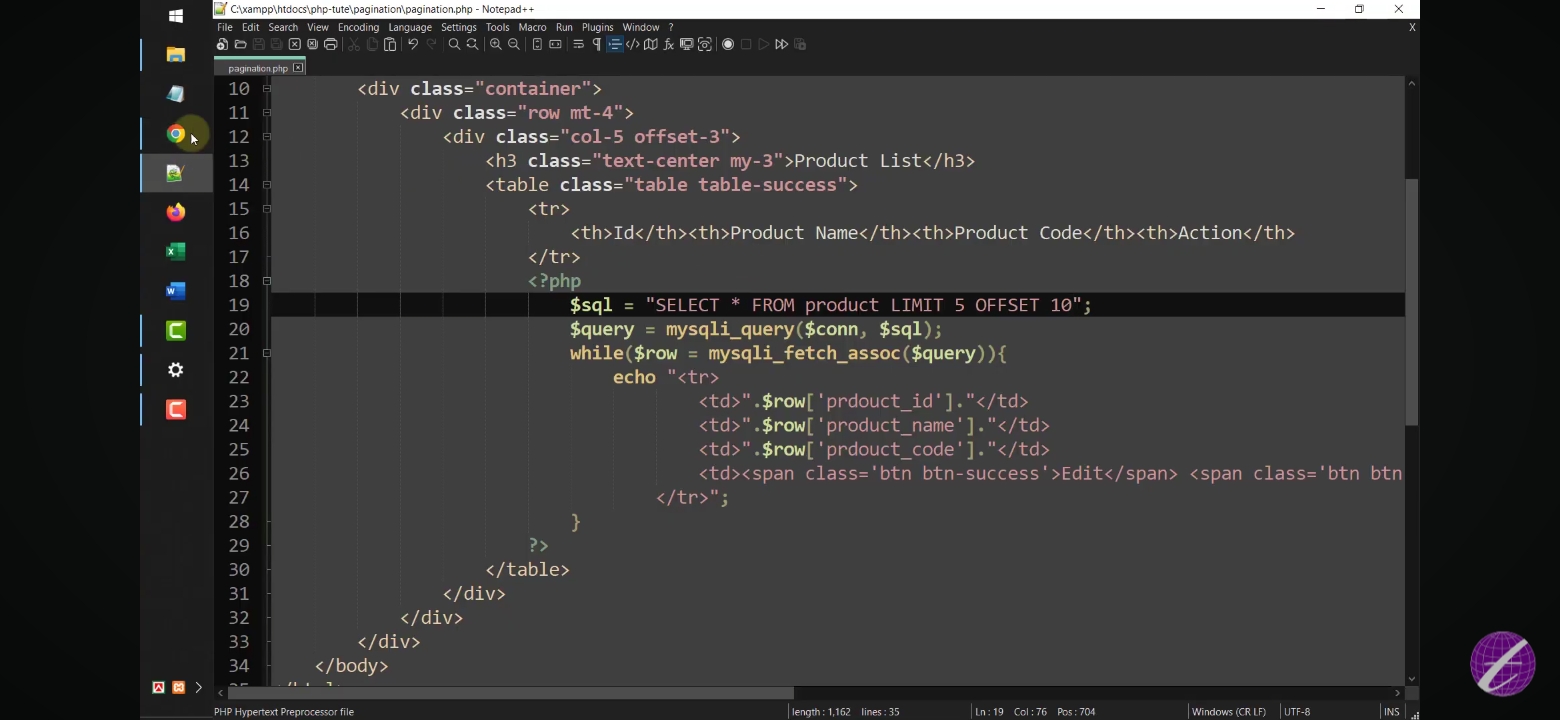 C:\xampp\htdocs\php-tute\pagination\pagination.php - Notepad++
File Edit Search View Encoding Language Settings Tools Macro Run Plugins Window ? X
pagination.php
10 <div class="container">
11 <div class="row mt-4">
12 <div class="col-5 offset-3">
13 <h3 class="text-center my-3">Product List</h3>
14 <table class="table table-success">
15 <tr>
16 <th>Id</th><th>Product Name</th><th>Product Code</th><th>Action</th>
17 </tr>
18 <?php
19 $sql = "SELECT * FROM product LIMIT 5 OFFSET 10";
20 $query = mysqli_query($conn, $sql);
21 while($row = mysqli_fetch_assoc($query)){
22 echo "<tr>
23 <td>".$row['prdouct_id']."</td>
24 <td>".$row['product_name']."</td>
25 <td>".$row['prdouct_code']."</td>
26 <td><span class='btn btn-success'>Edit</span> <span class='btn btn
27 </tr>";
28 }
29 ?>
30 </table>
31 </div>
32 </div>
33 </div>
34 </body>
PHP Hypertext Preprocessor file length : 1,162 lines : 35 Ln : 19 Col : 76 Pos : 704 Windows (CR LF) UTF-8 INS